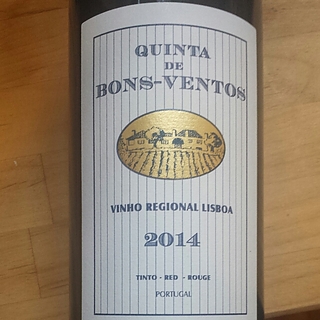 QUINTA
DE
BONS-VENTOS
VINHO REGIONAL LISBOA
2014
TINTO - RED - ROUGE
PORTUGAL